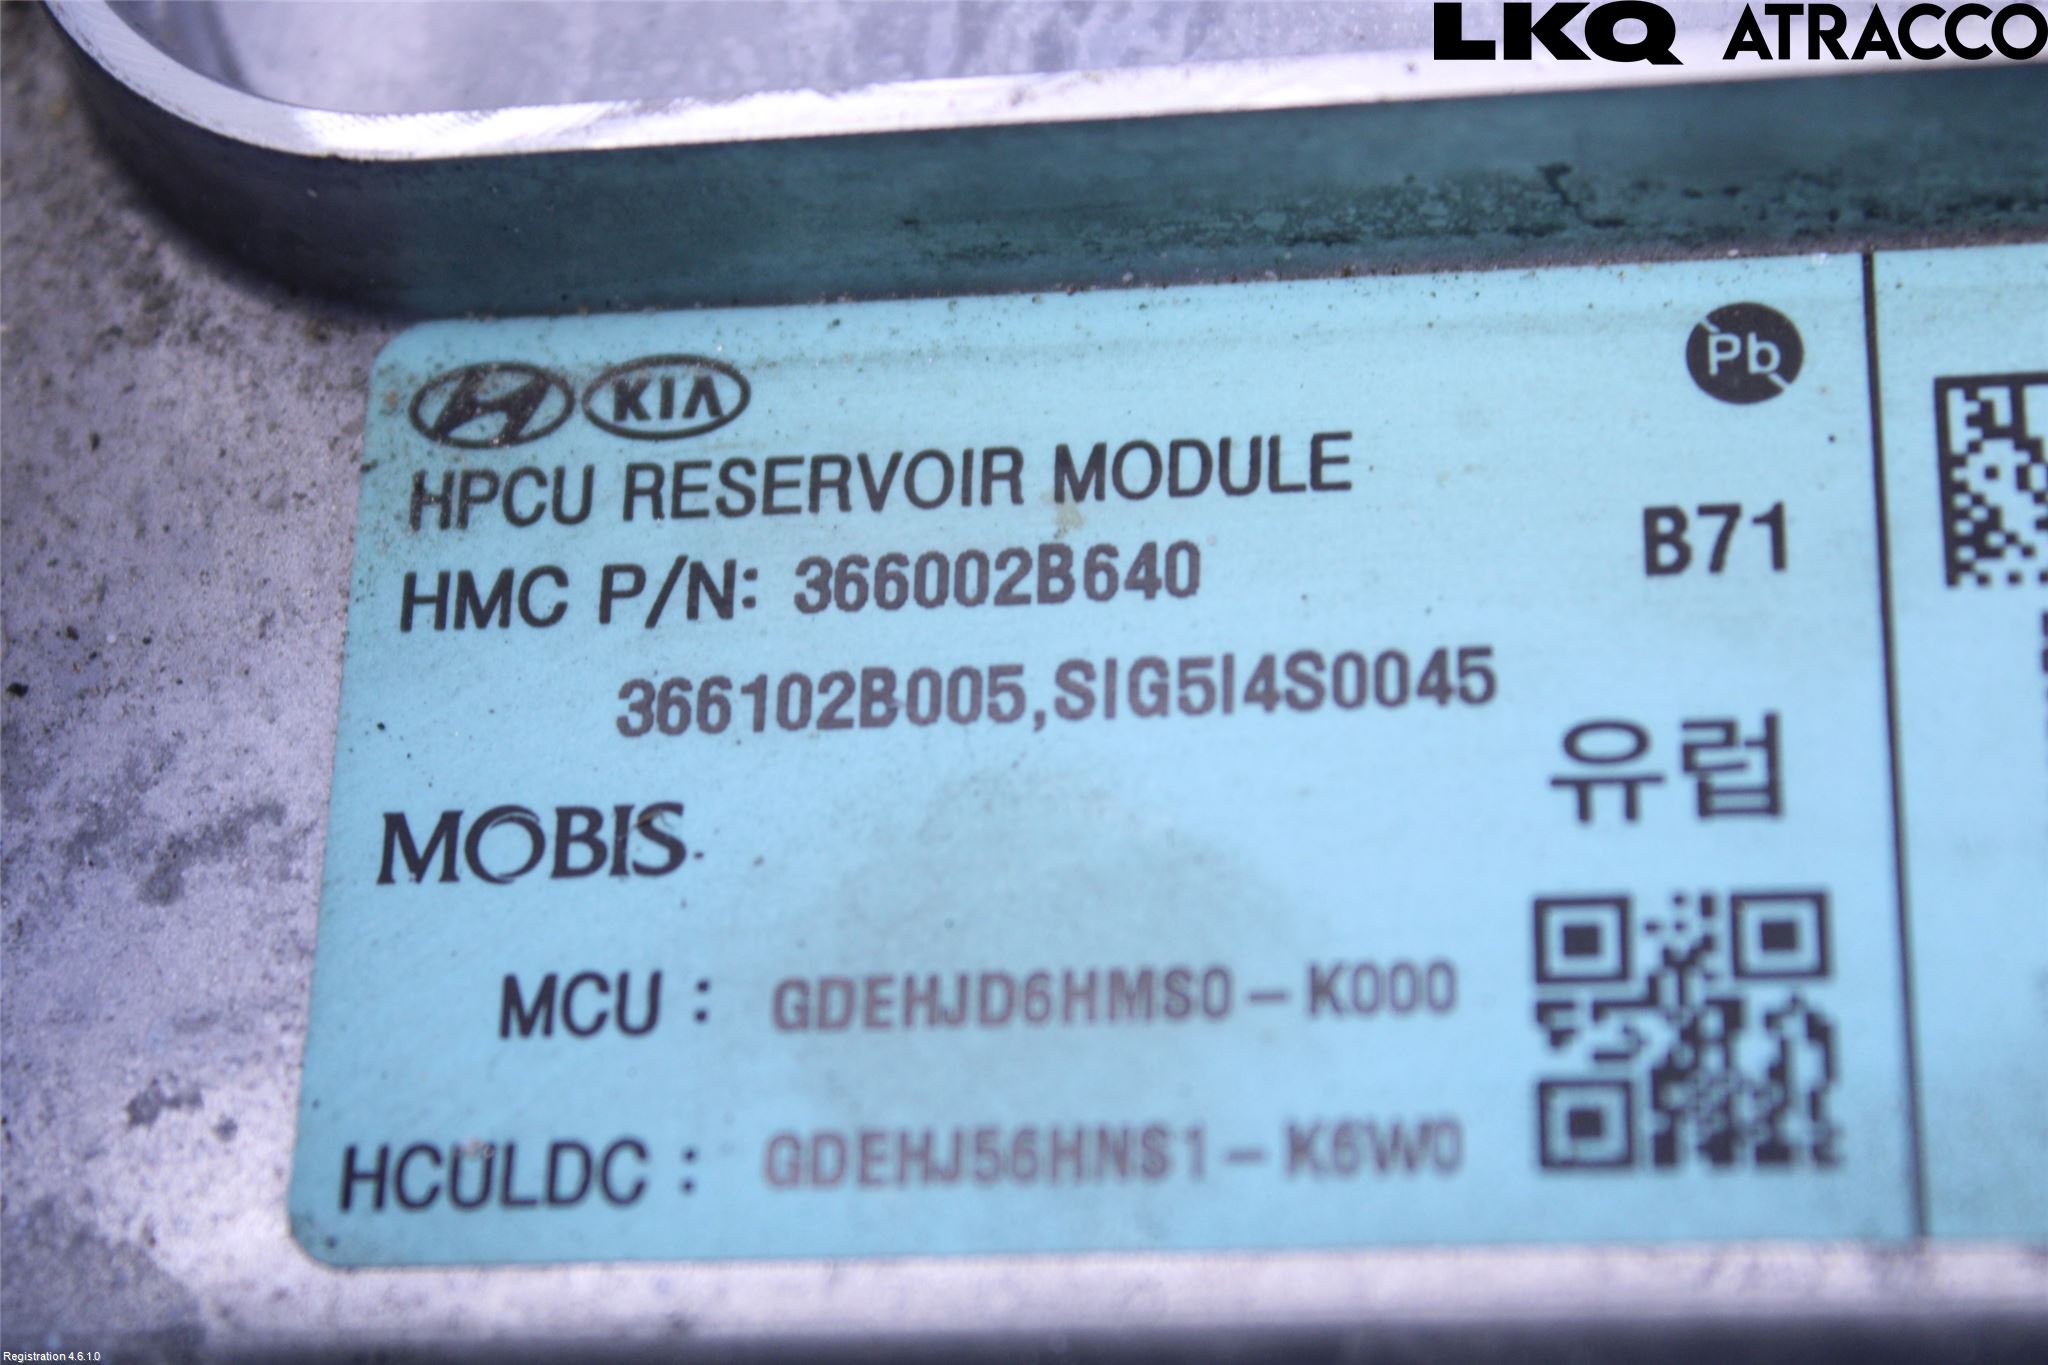 LKQ ATRACCO
Pb
KIA
HPCU RESERVOIR MODULE
HMC P/N: 366002B640
B71
366102B005,SIG5I4S0045
유럽
MOBIS
MCU : GDEHJD6HMS0-K000
HCULDC : GDEHJ56HNS1-K6W0
Registration 4.6.1.0